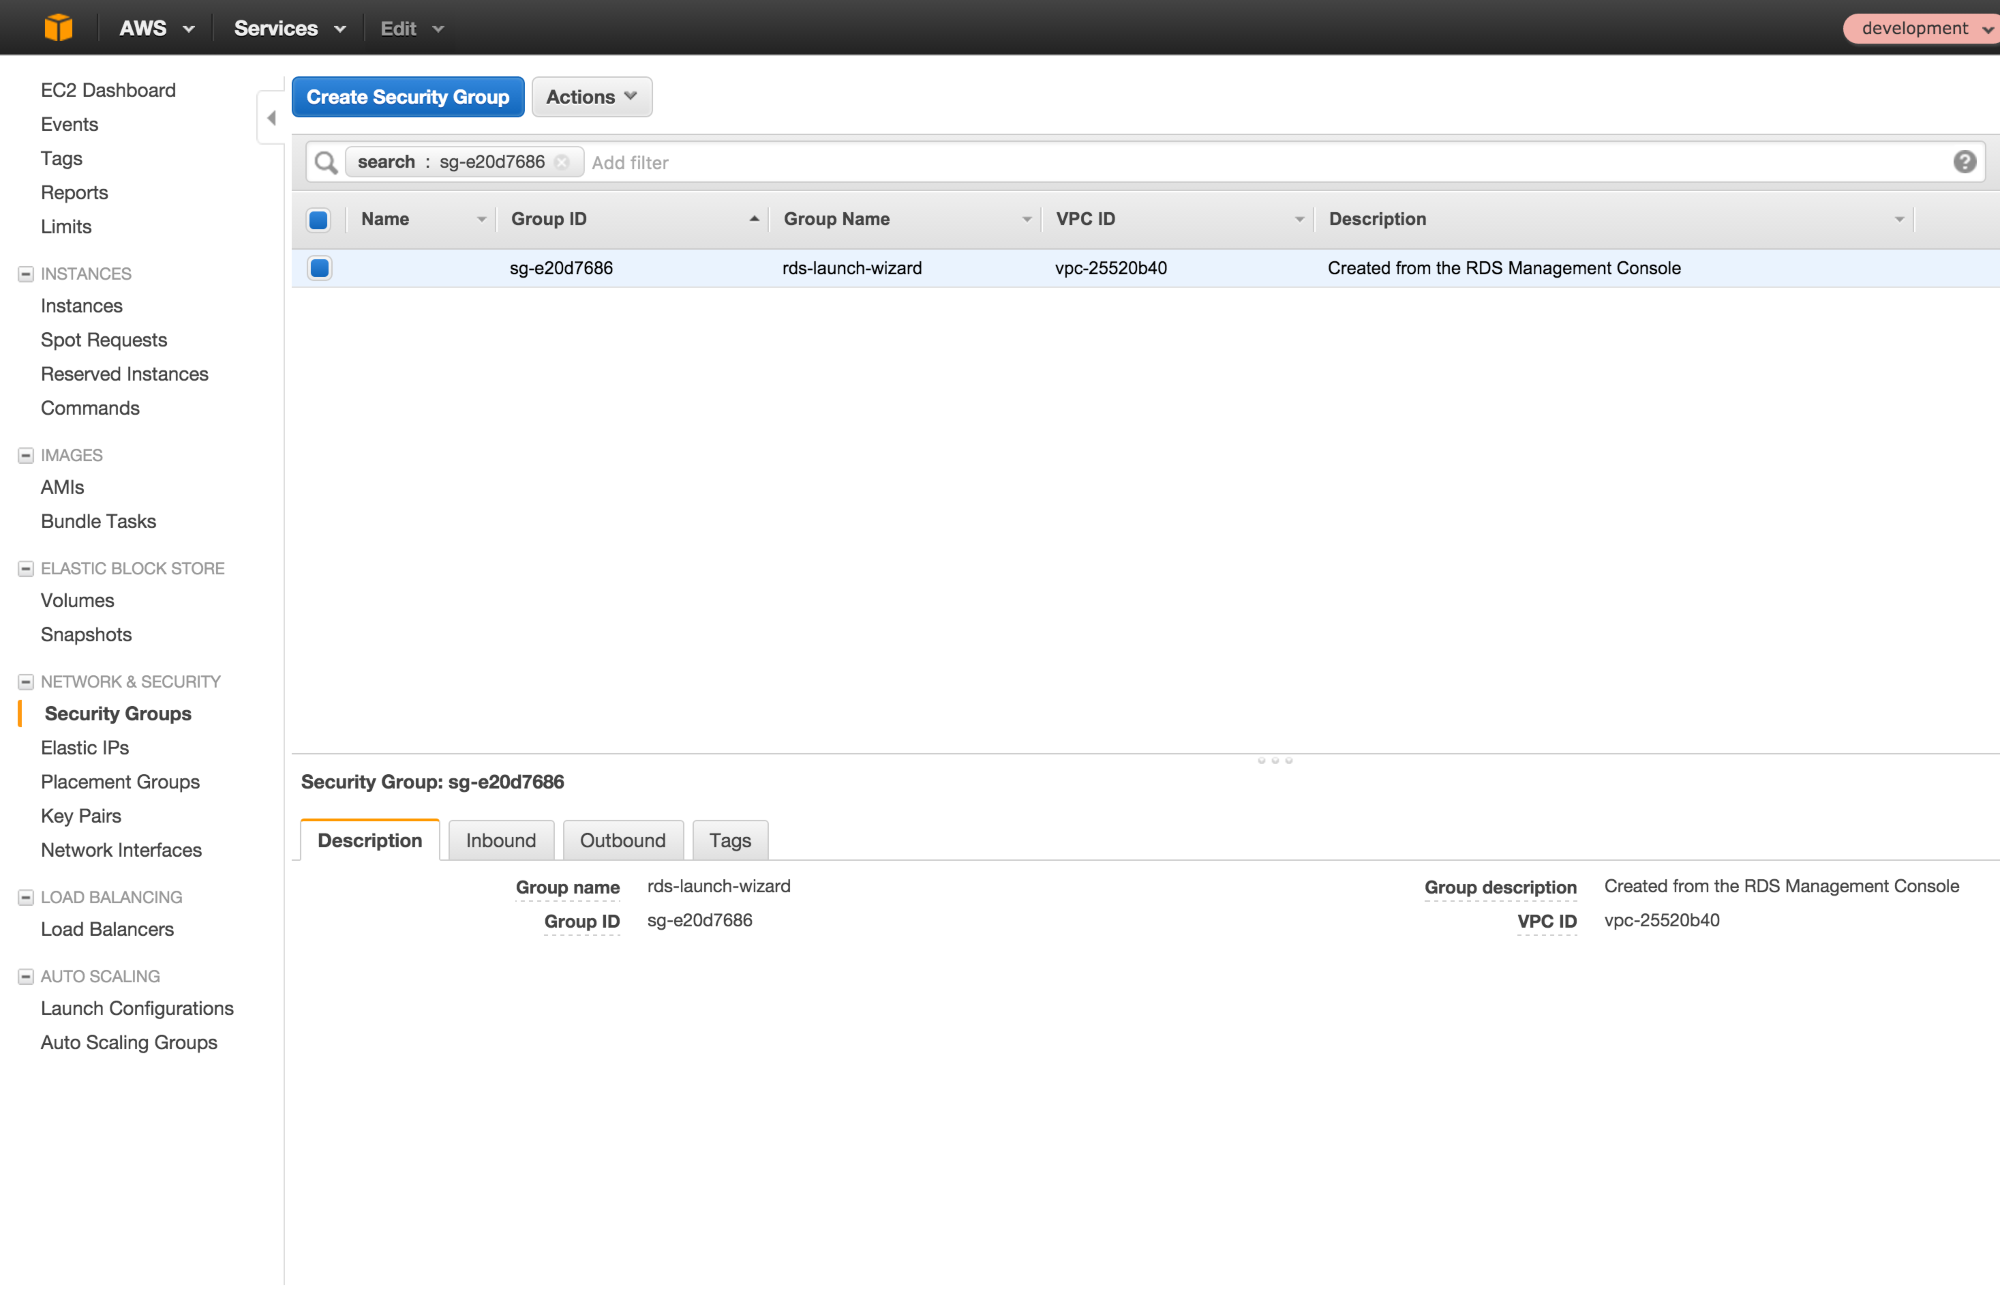 AWS Services Edit development
EC2 Dashboard
Events
Tags
Reports
Limits
INSTANCES
Instances
Spot Requests
Reserved Instances
Commands
IMAGES
AMIs
Bundle Tasks
ELASTIC BLOCK STORE
Volumes
Snapshots
NETWORK & SECURITY
Security Groups
Elastic IPs
Placement Groups
Key Pairs
Network Interfaces
LOAD BALANCING
Load Balancers
AUTO SCALING
Launch Configurations
Auto Scaling Groups
Create Security Group Actions
search : sg-e20d7686 Add filter
Name Group ID Group Name VPC ID Description
sg-e20d7686 rds-launch-wizard vpc-25520b40 Created from the RDS Management Console
Security Group: sg-e20d7686
Description Inbound Outbound Tags
Group name rds-launch-wizard Group description Created from the RDS Management Console
Group ID sg-e20d7686 VPC ID vpc-25520b40